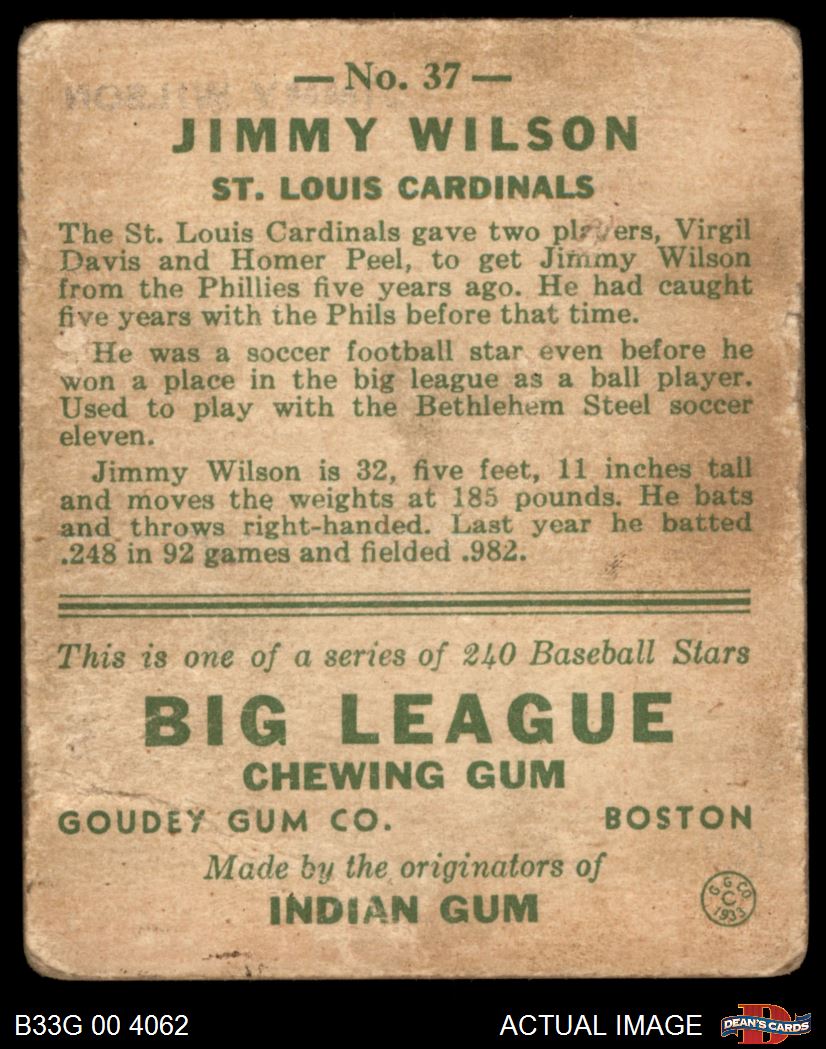 — No. 37 —
JIMMY WILSON
ST. LOUIS CARDINALS
The St. Louis Cardinals gave two players, Virgil
Davis and Homer Peel, to get Jimmy Wilson
from the Phillies five years ago. He had caught
five years with the Phils before that time.
He was a soccer football star even before he
won a place in the big league as a ball player.
Used to play with the Bethlehem Steel soccer
eleven.
Jimmy Wilson is 32, five feet, 11 inches tall
and moves the weights at 185 pounds. He bats
and throws right-handed. Last year he batted
.248 in 92 games and fielded .982.
This is one of a series of 240 Baseball Stars
BIG LEAGUE
CHEWING GUM
GOUDEY GUM CO. BOSTON
Made by the originators of
INDIAN GUM
G. G. CO.
C
1933
B33G 00 4062 ACTUAL IMAGE D DEAN'S CARDS